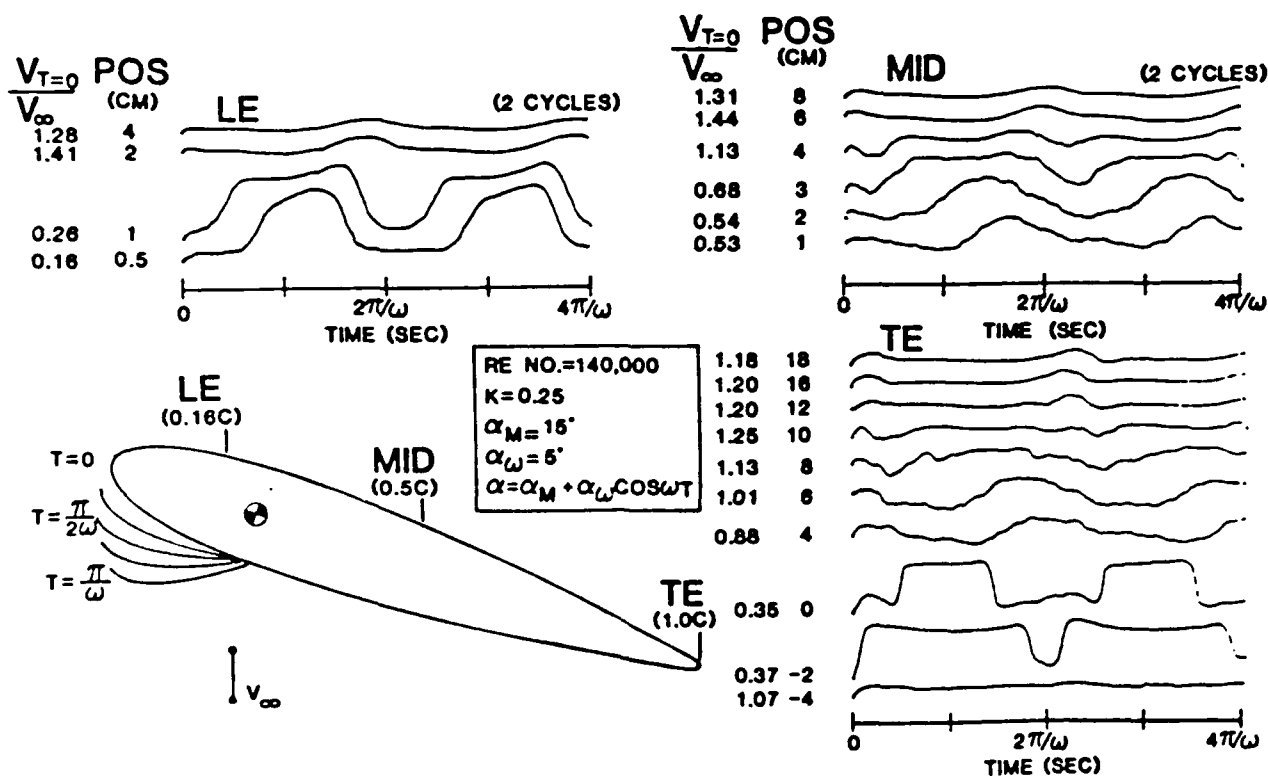 V_{T=0}/V_∞ POS (CM)
LE (2 CYCLES)
1.28 4
1.41 2
0.26 1
0.16 0.5
0 2π/ω 4π/ω
TIME (SEC)
V_{T=0}/V_∞ POS (CM)
MID (2 CYCLES)
1.31 8
1.44 6
1.13 4
0.68 3
0.54 2
0.53 1
0 2π/ω 4π/ω
TIME (SEC)
TE
1.18 18
1.20 16
1.20 12
1.25 10
1.13 8
1.01 6
0.88 4
0.35 0
0.37 -2
1.07 -4
0 2π/ω 4π/ω
TIME (SEC)
RE NO.=140,000
K=0.25
α_M=15°
α_ω=5°
α=α_M+α_ωCOSωT
LE
(0.16C)
MID
(0.5C)
TE
(1.0C)
T=0
T=π/2ω
T=π/ω
V_∞